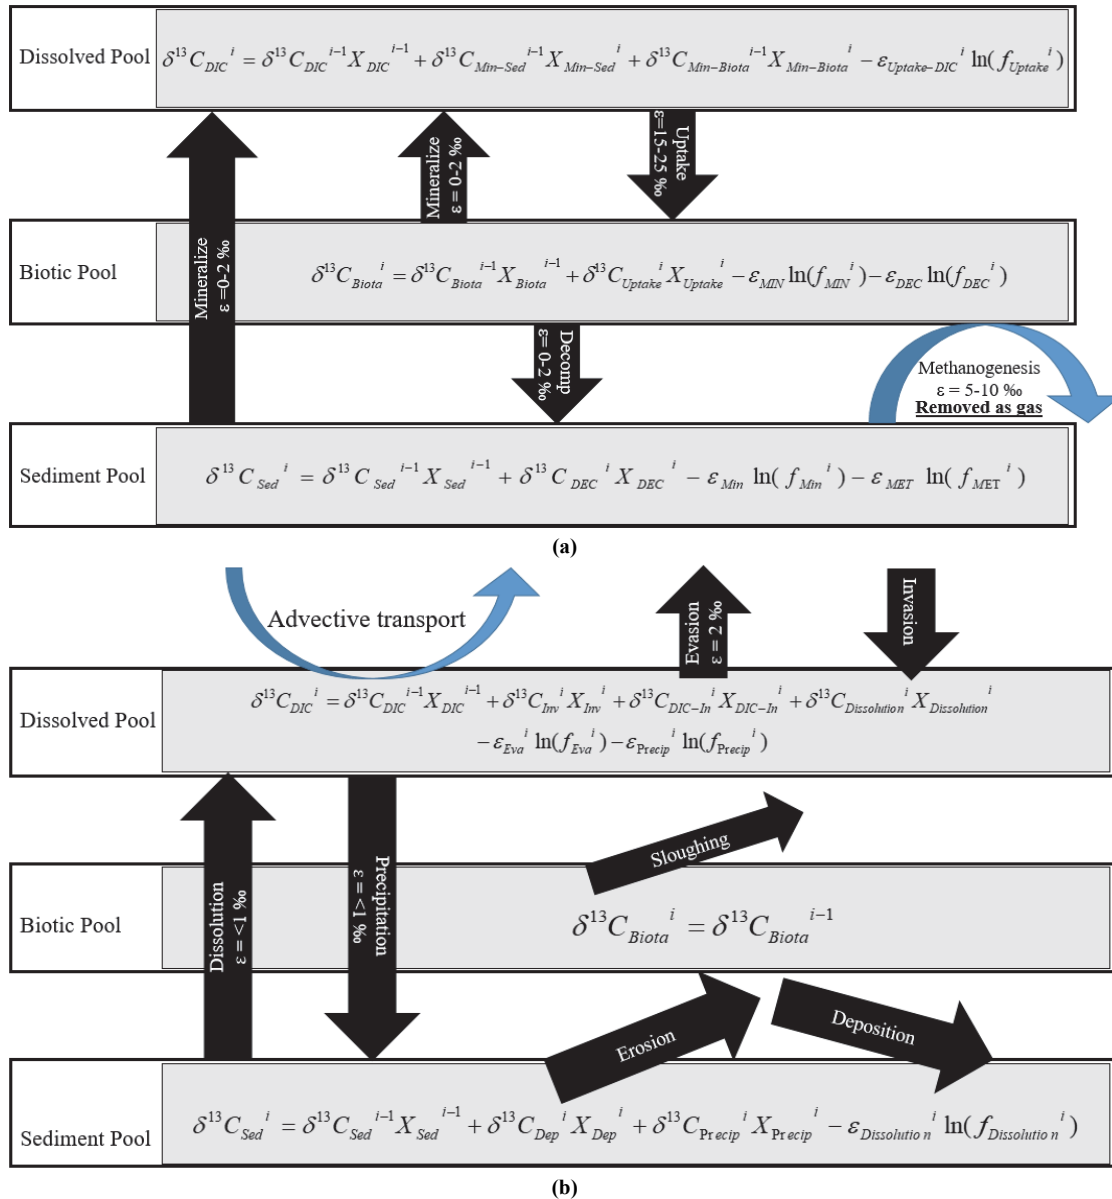 Dissolved Pool
δ¹³C_DIC^i = δ¹³C_DIC^i-1 X_DIC^i-1 + δ¹³C_Min-Sed^i-1 X_Min-Sed^i + δ¹³C_Min-Biota^i-1 X_Min-Biota^i − ε_Uptake-DIC^i ln(f_Uptake^i)
Mineralize
ε =0-2 ‰
Mineralize
ε = 0-2 ‰
Uptake
ε=15-25 ‰
Biotic Pool
δ¹³C_Biota^i = δ¹³C_Biota^i-1 X_Biota^i-1 + δ¹³C_Uptake^i X_Uptake^i − ε_MIN ln(f_MIN^i) − ε_DEC ln(f_DEC^i)
Decomp
ε= 0-2 ‰
Methanogenesis
ε = 5-10 ‰
Removed as gas
Sediment Pool
δ¹³C_Sed^i = δ¹³C_Sed^i-1 X_Sed^i-1 + δ¹³C_DEC^i X_DEC^i − ε_Min ln(f_Min^i) − ε_MET ln(f_MET^i)
(a)
Advective transport
Evasion
ε = 2 ‰
Invasion
Dissolved Pool
δ¹³C_DIC^i = δ¹³C_DIC^i-1 X_DIC^i-1 + δ¹³C_Inv^i X_Inv^i + δ¹³C_DIC-In^i X_DIC-In^i + δ¹³C_Dissolution^i X_Dissolution^i
− ε_Eva^i ln(f_Eva^i) − ε_Precip^i ln(f_Precip^i)
Dissolution
ε = <1 ‰
Precipitation
ε = <1 ‰
Sloughing
Biotic Pool
δ¹³C_Biota^i = δ¹³C_Biota^i-1
Erosion
Deposition
Sediment Pool
δ¹³C_Sed^i = δ¹³C_Sed^i-1 X_Sed^i-1 + δ¹³C_Dep^i X_Dep^i + δ¹³C_Precip^i X_Precip^i − ε_Dissolution^i ln(f_Dissolution^i)
(b)